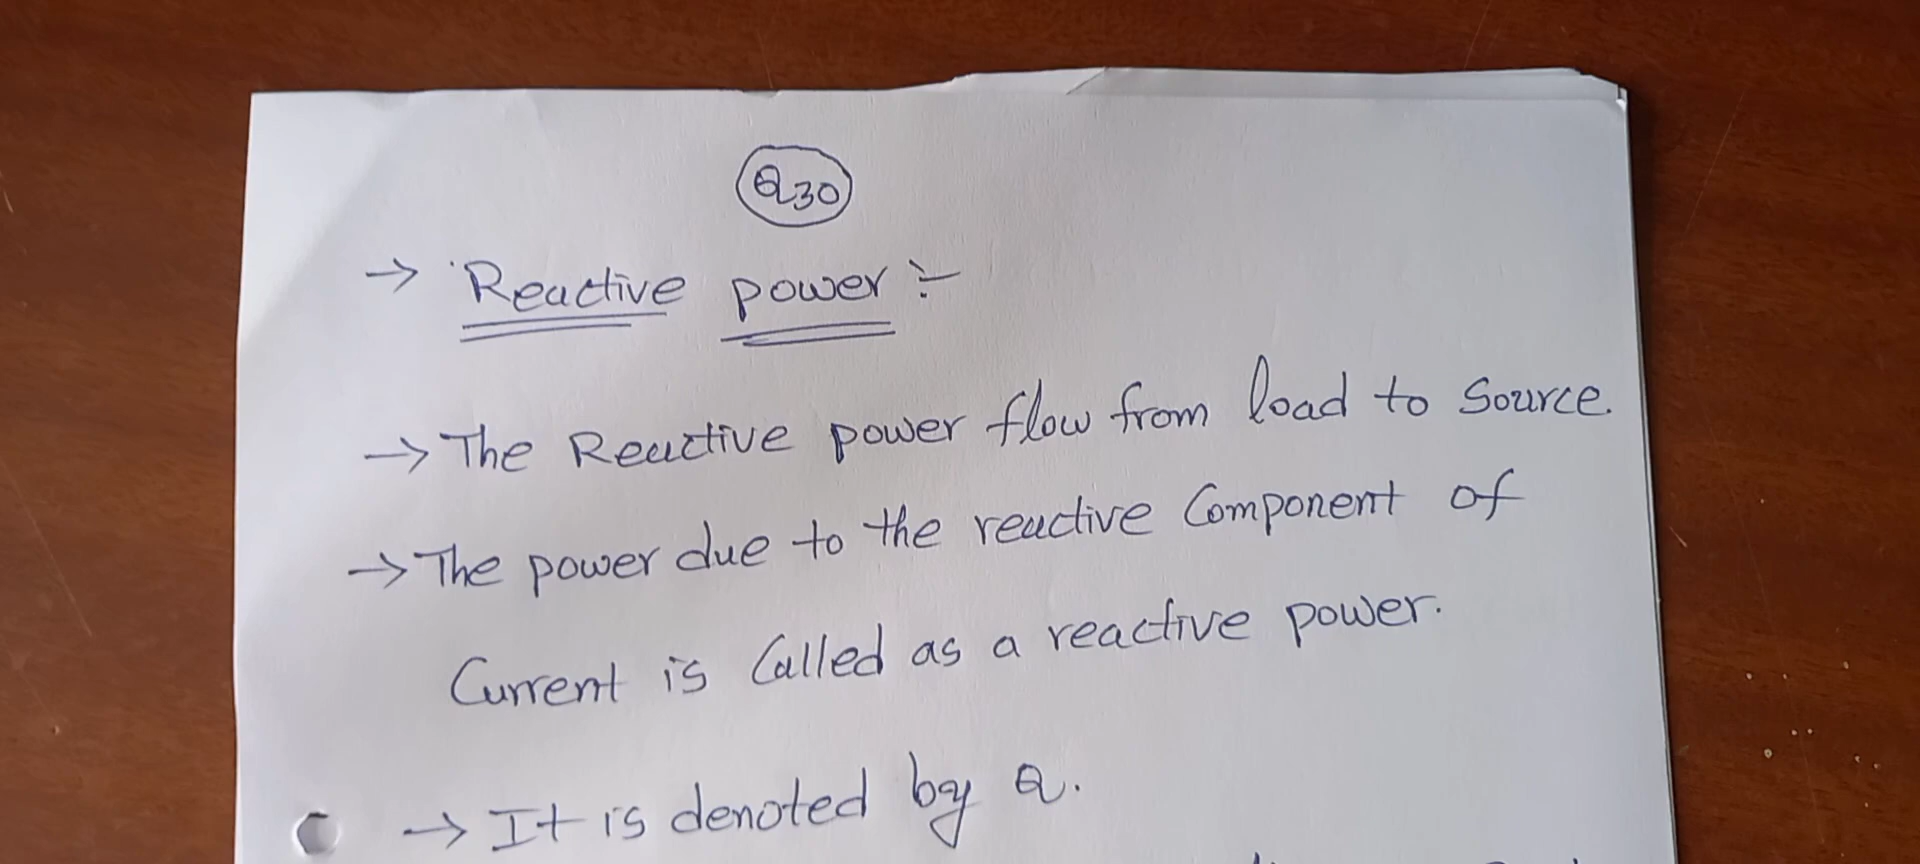 Q30
→ Reactive power :-
→ The Reactive power flow from load to Source.
→ The power due to the reactive Component of
Current is Called as a reactive power.
→ It is denoted by Q.